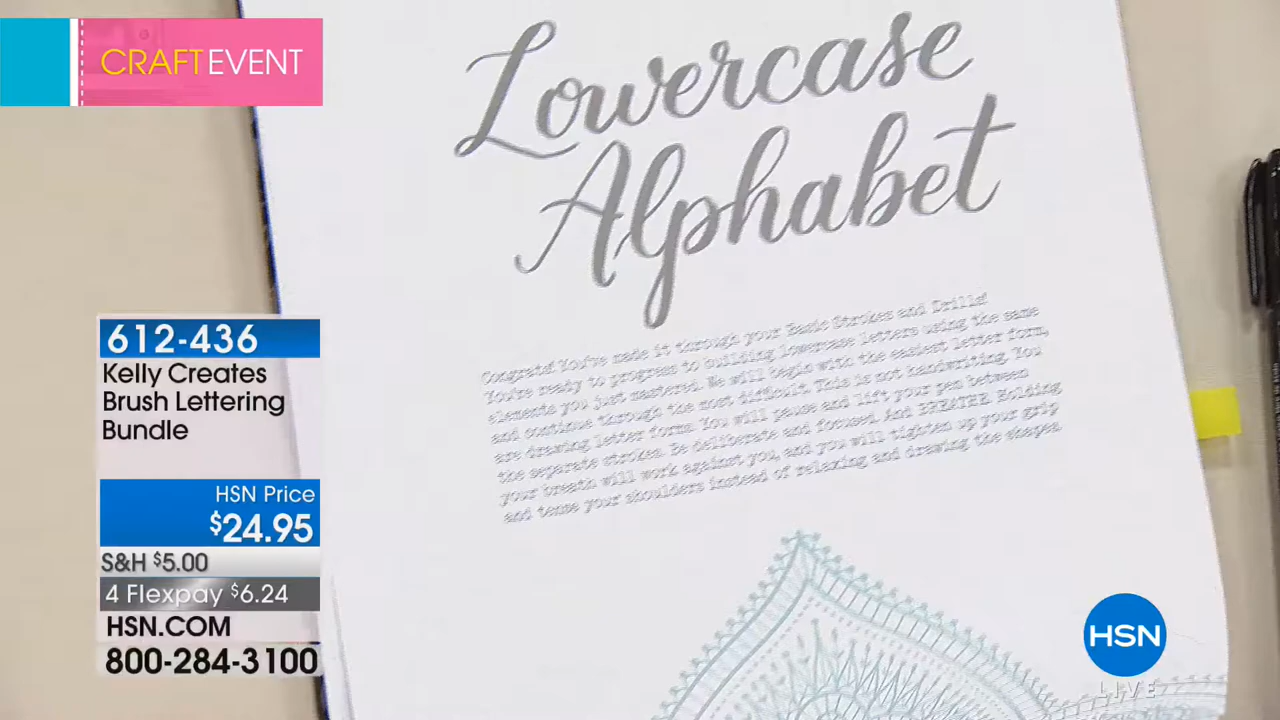 CRAFT EVENT
Lowercase
Alphabet
Congrats! You've made it through your Basic Strokes and Drills!
You're ready to progress to building lowercase letters using the same
elements you just mastered. We will begin with the easiest letter form,
and continue through the most difficult. This is not handwriting. You
are drawing letter forms. You will pause and lift your pen between
the separate strokes. Be deliberate and focused. And BREATHE. Holding
your breath will work against you, and you will tighten up your grip
and tense your shoulders instead of relaxing and drawing the shapes.
612-436
Kelly Creates
Brush Lettering
Bundle
HSN Price
$24.95
S&H $5.00
4 Flexpay $6.24
HSN.COM
800-284-3100
HSN
LIVE